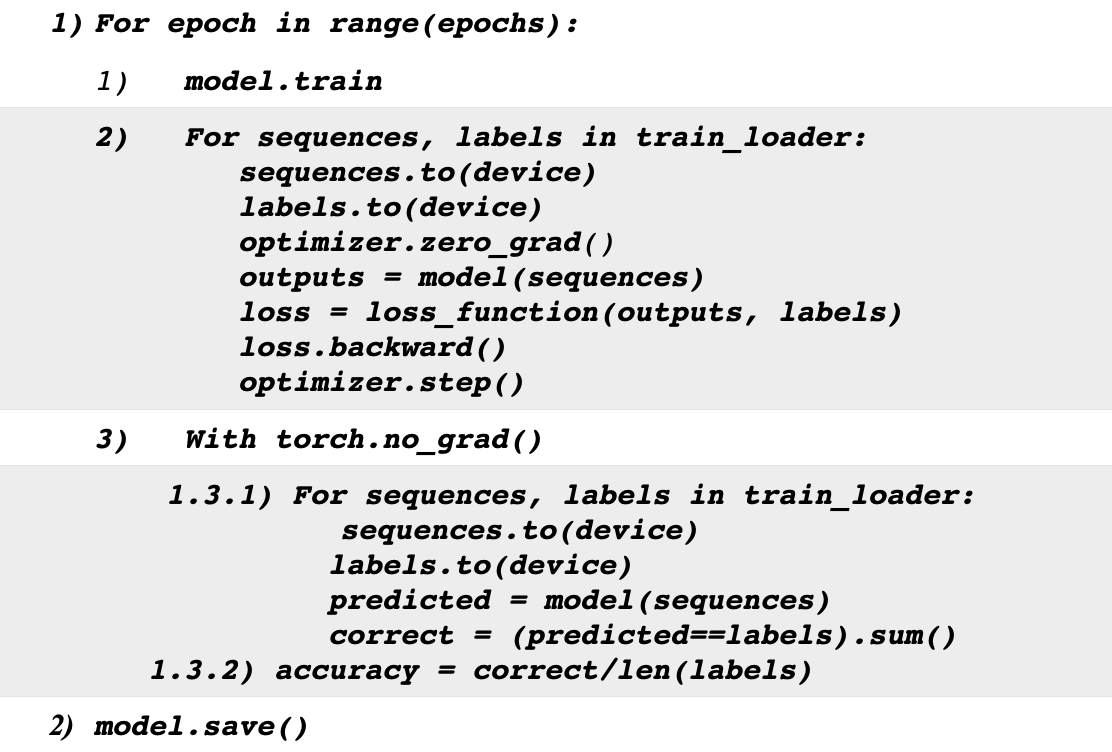 1) For epoch in range(epochs):
1) model.train
2) For sequences, labels in train_loader:
sequences.to(device)
labels.to(device)
optimizer.zero_grad()
outputs = model(sequences)
loss = loss_function(outputs, labels)
loss.backward()
optimizer.step()
3) With torch.no_grad()
1.3.1) For sequences, labels in train_loader:
sequences.to(device)
labels.to(device)
predicted = model(sequences)
correct = (predicted==labels).sum()
1.3.2) accuracy = correct/len(labels)
2) model.save()